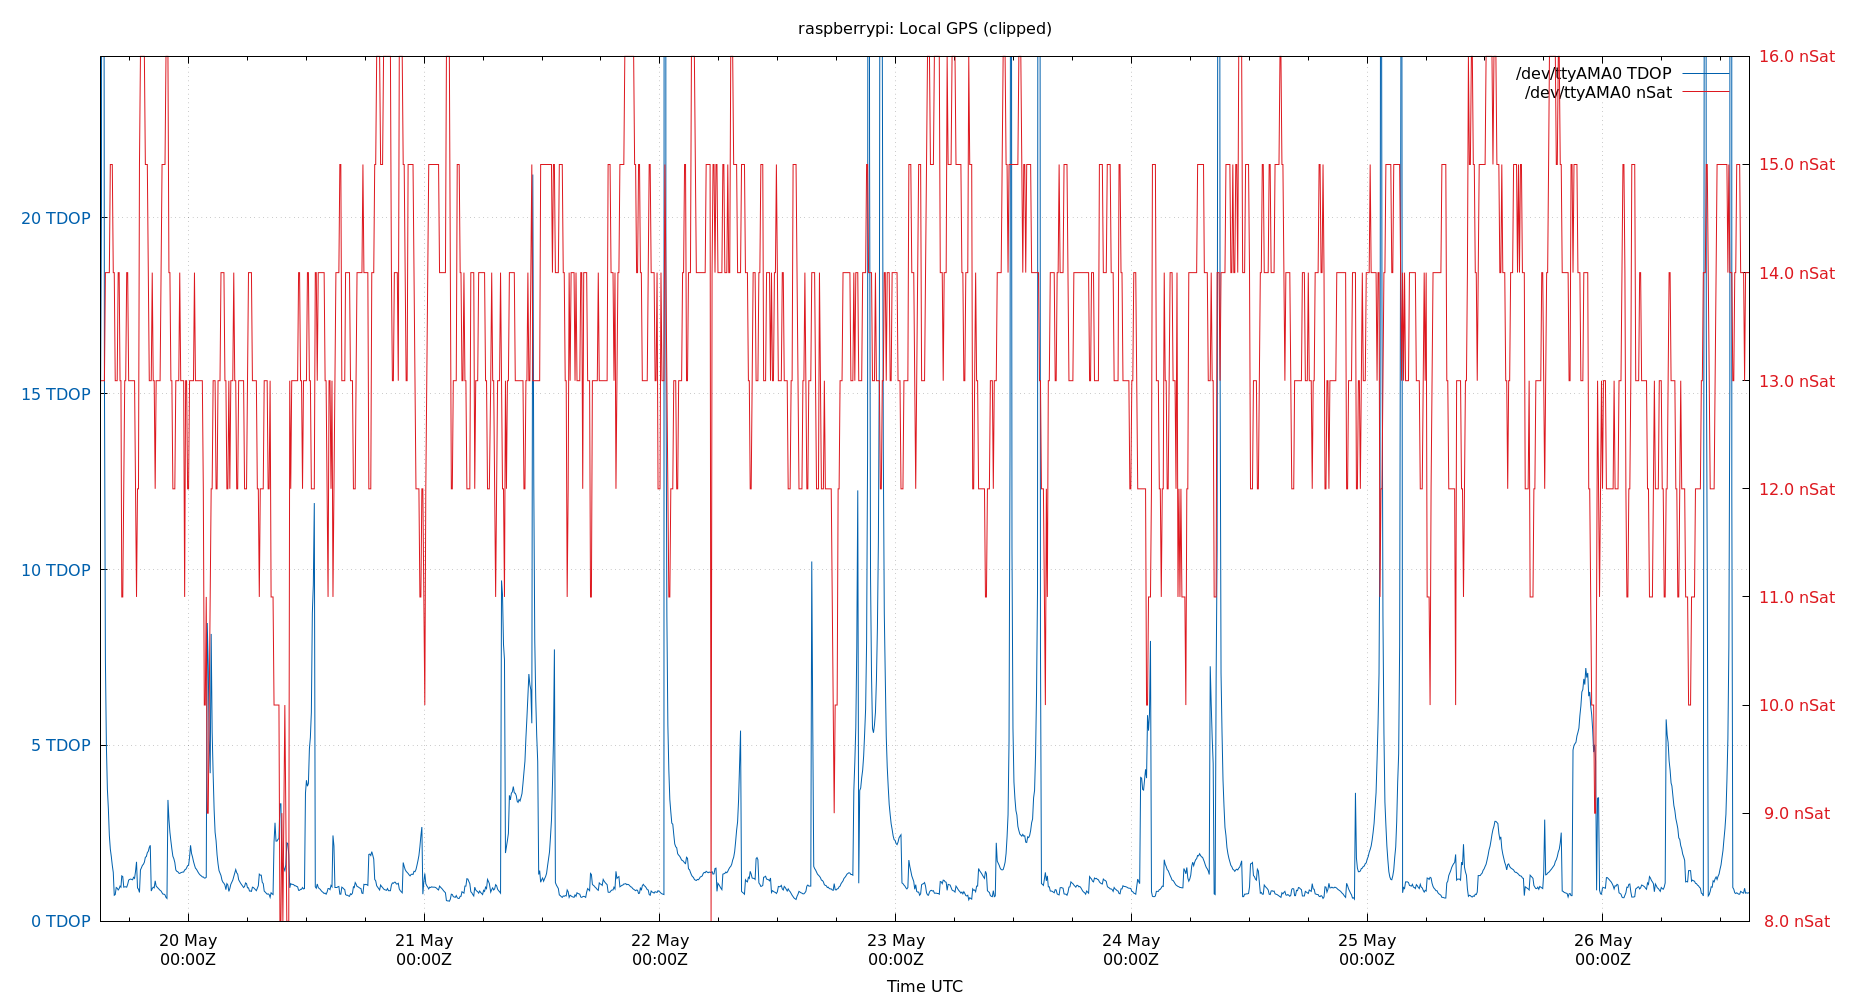 raspberrypi: Local GPS (clipped)
/dev/ttyAMA0 TDOP
/dev/ttyAMA0 nSat
20 TDOP
15 TDOP
10 TDOP
5 TDOP
0 TDOP
16.0 nSat
15.0 nSat
14.0 nSat
13.0 nSat
12.0 nSat
11.0 nSat
10.0 nSat
9.0 nSat
8.0 nSat
20 May
00:00Z
21 May
00:00Z
22 May
00:00Z
23 May
00:00Z
24 May
00:00Z
25 May
00:00Z
26 May
00:00Z
Time UTC